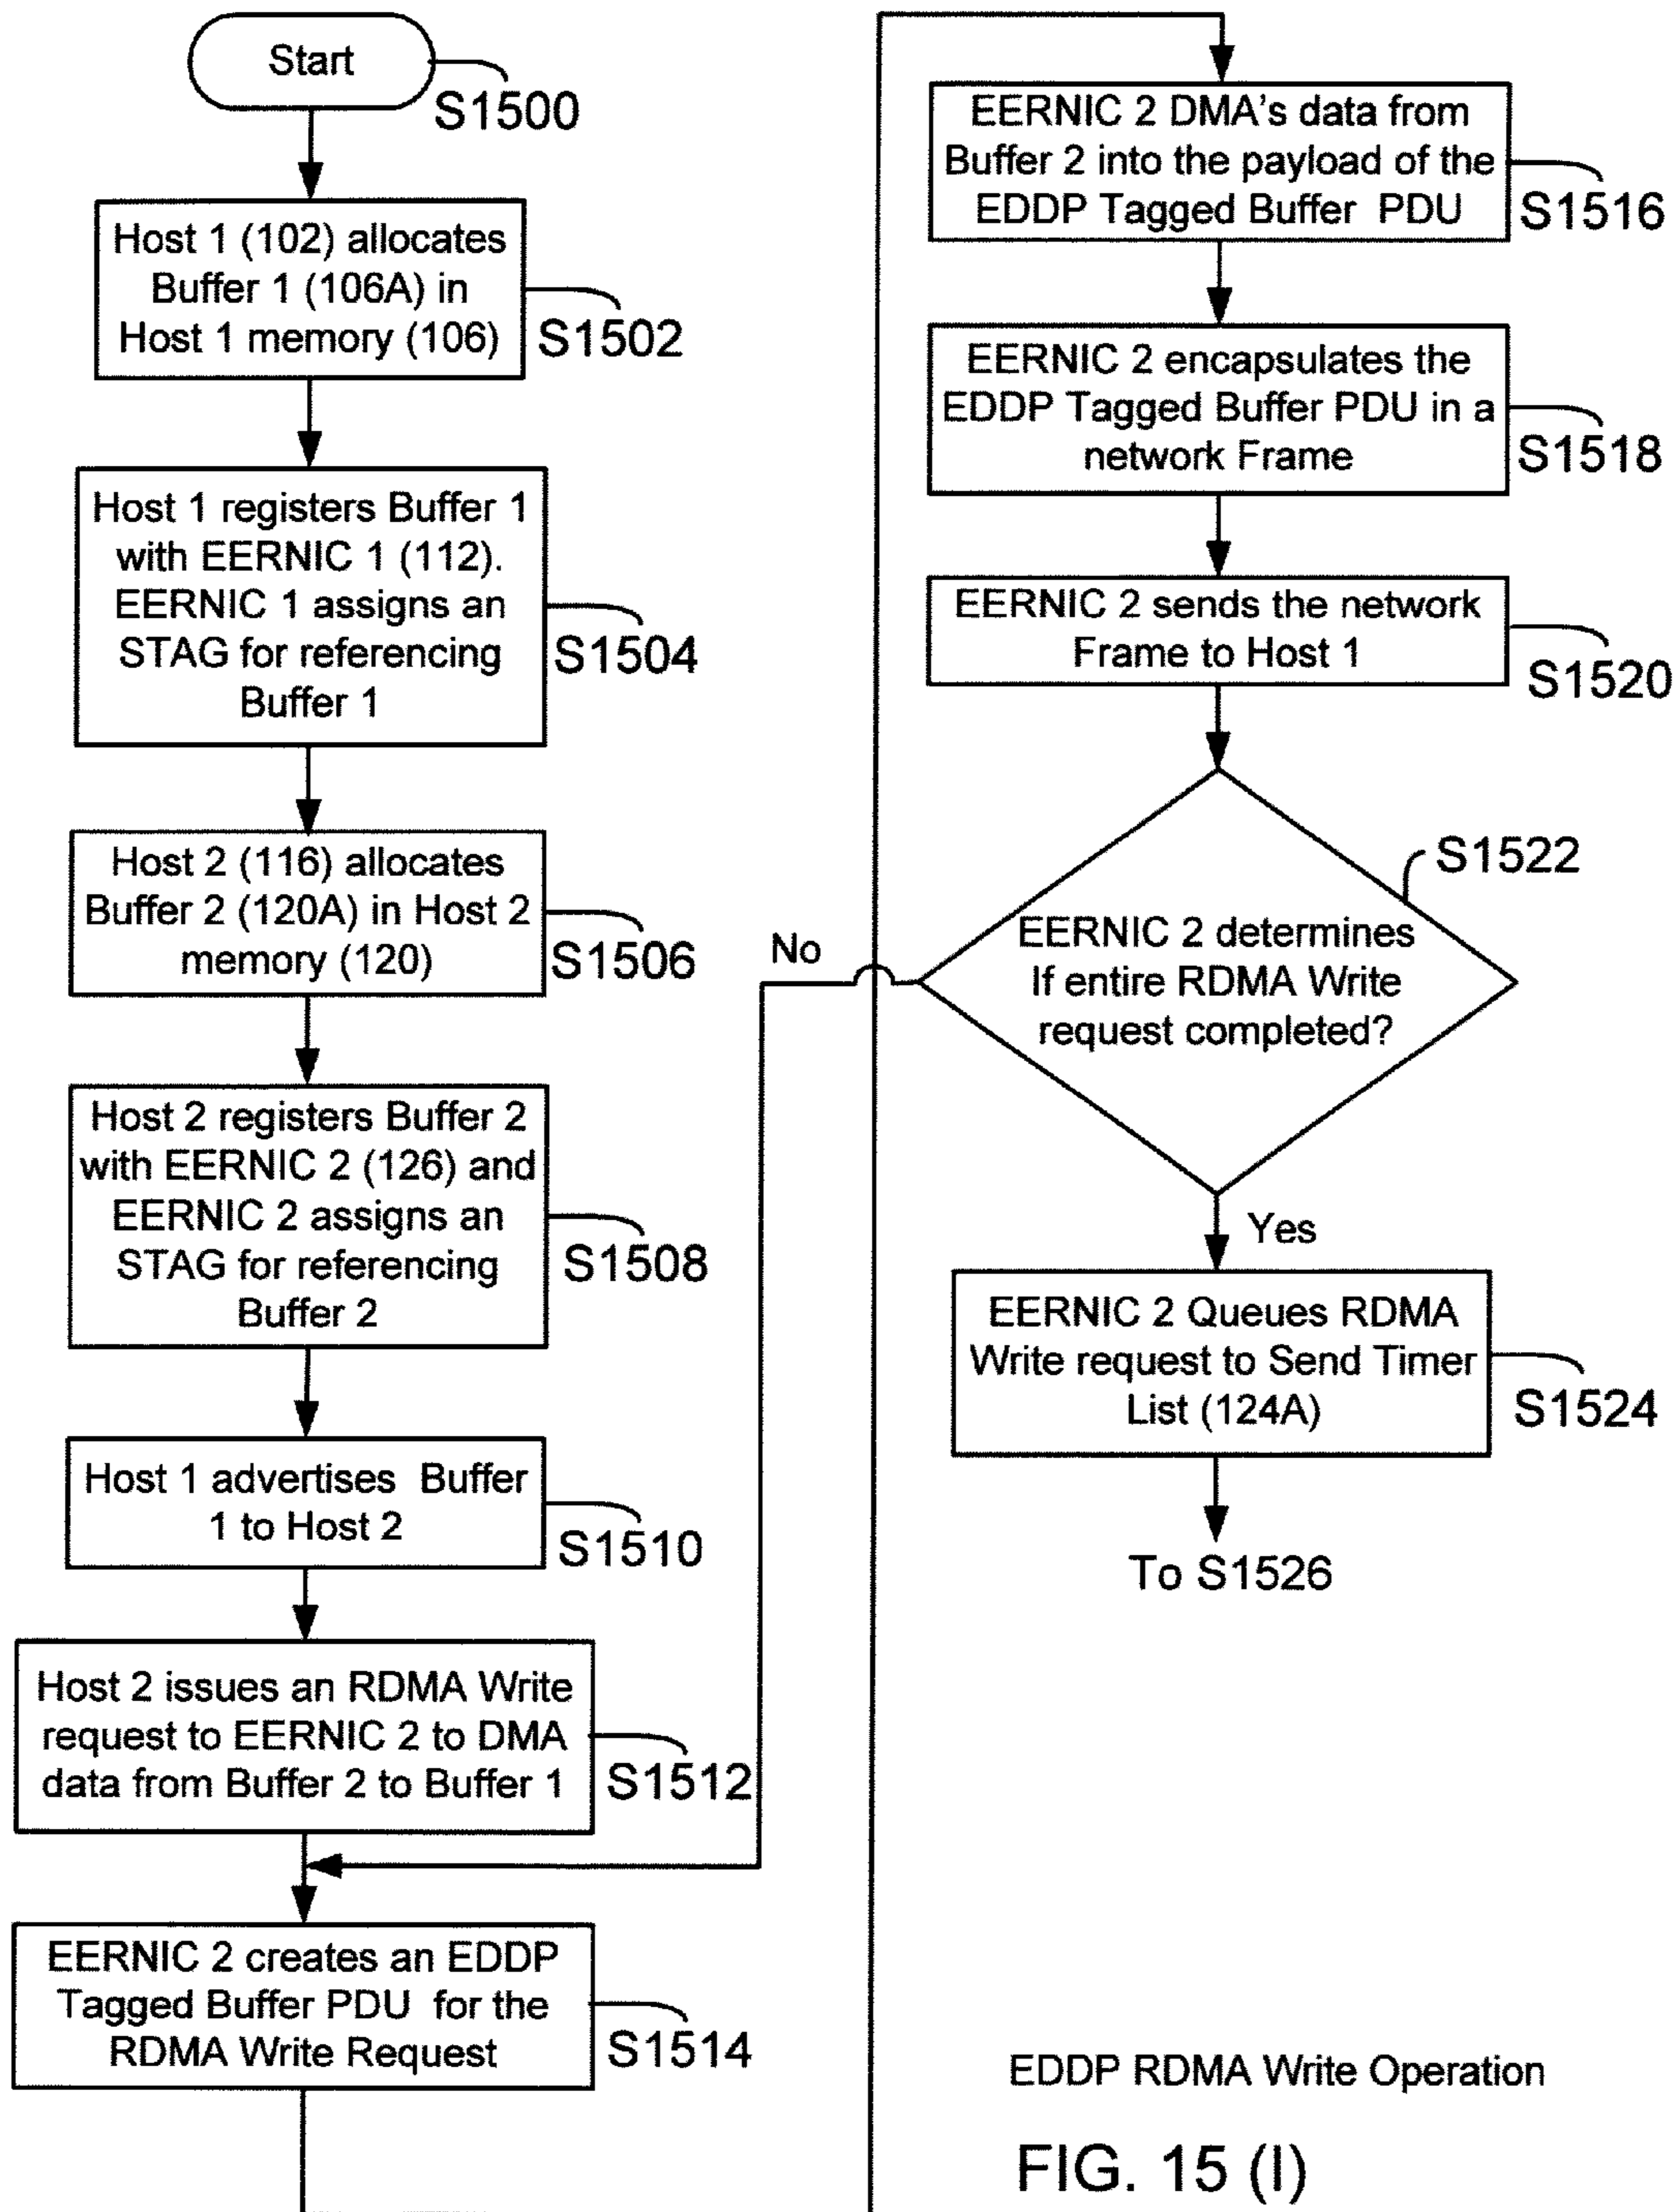 Start
S1500
Host 1 (102) allocates
Buffer 1 (106A) in
Host 1 memory (106)
S1502
Host 1 registers Buffer 1
with EERNIC 1 (112).
EERNIC 1 assigns an
STAG for referencing
Buffer 1
S1504
Host 2 (116) allocates
Buffer 2 (120A) in Host 2
memory (120)
S1506
Host 2 registers Buffer 2
with EERNIC 2 (126) and
EERNIC 2 assigns an
STAG for referencing
Buffer 2
S1508
Host 1 advertises Buffer
1 to Host 2
S1510
Host 2 issues an RDMA Write
request to EERNIC 2 to DMA
data from Buffer 2 to Buffer 1
S1512
EERNIC 2 creates an EDDP
Tagged Buffer PDU for the
RDMA Write Request
S1514
EERNIC 2 DMA's data from
Buffer 2 into the payload of the
EDDP Tagged Buffer PDU
S1516
EERNIC 2 encapsulates the
EDDP Tagged Buffer PDU in a
network Frame
S1518
EERNIC 2 sends the network
Frame to Host 1
S1520
S1522
EERNIC 2 determines
If entire RDMA Write
request completed?
No
Yes
EERNIC 2 Queues RDMA
Write request to Send Timer
List (124A)
S1524
To S1526
EDDP RDMA Write Operation
FIG. 15 (I)